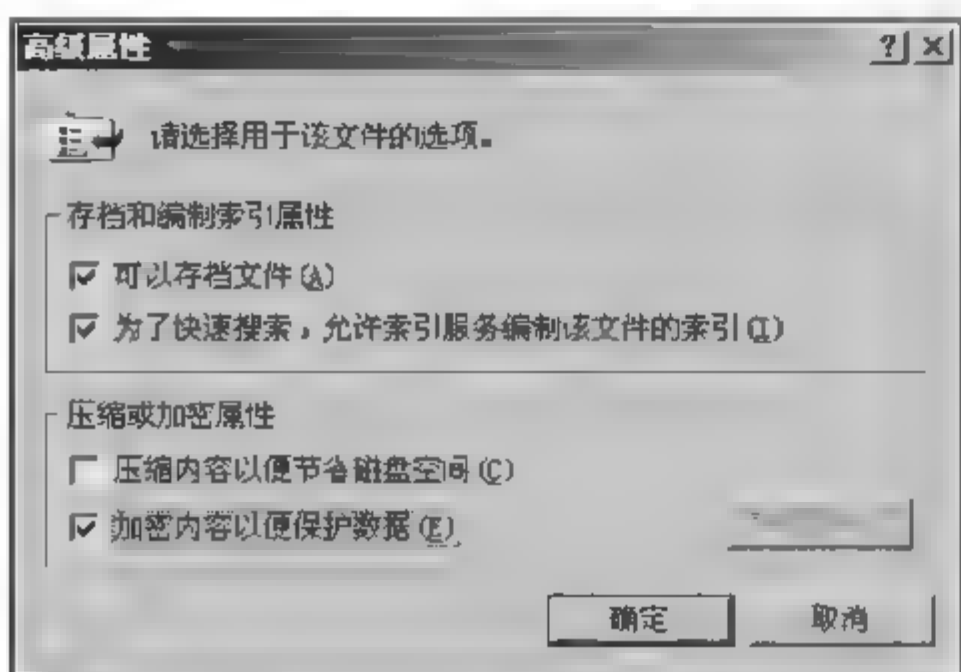 高级属性
请选择用于该文件的选项。
存档和编制索引属性
可以存档文件(A)
为了快速搜索，允许索引服务编制该文件的索引(I)
压缩或加密属性
压缩内容以便节省磁盘空间(C)
加密内容以便保护数据(E)
确定 取消